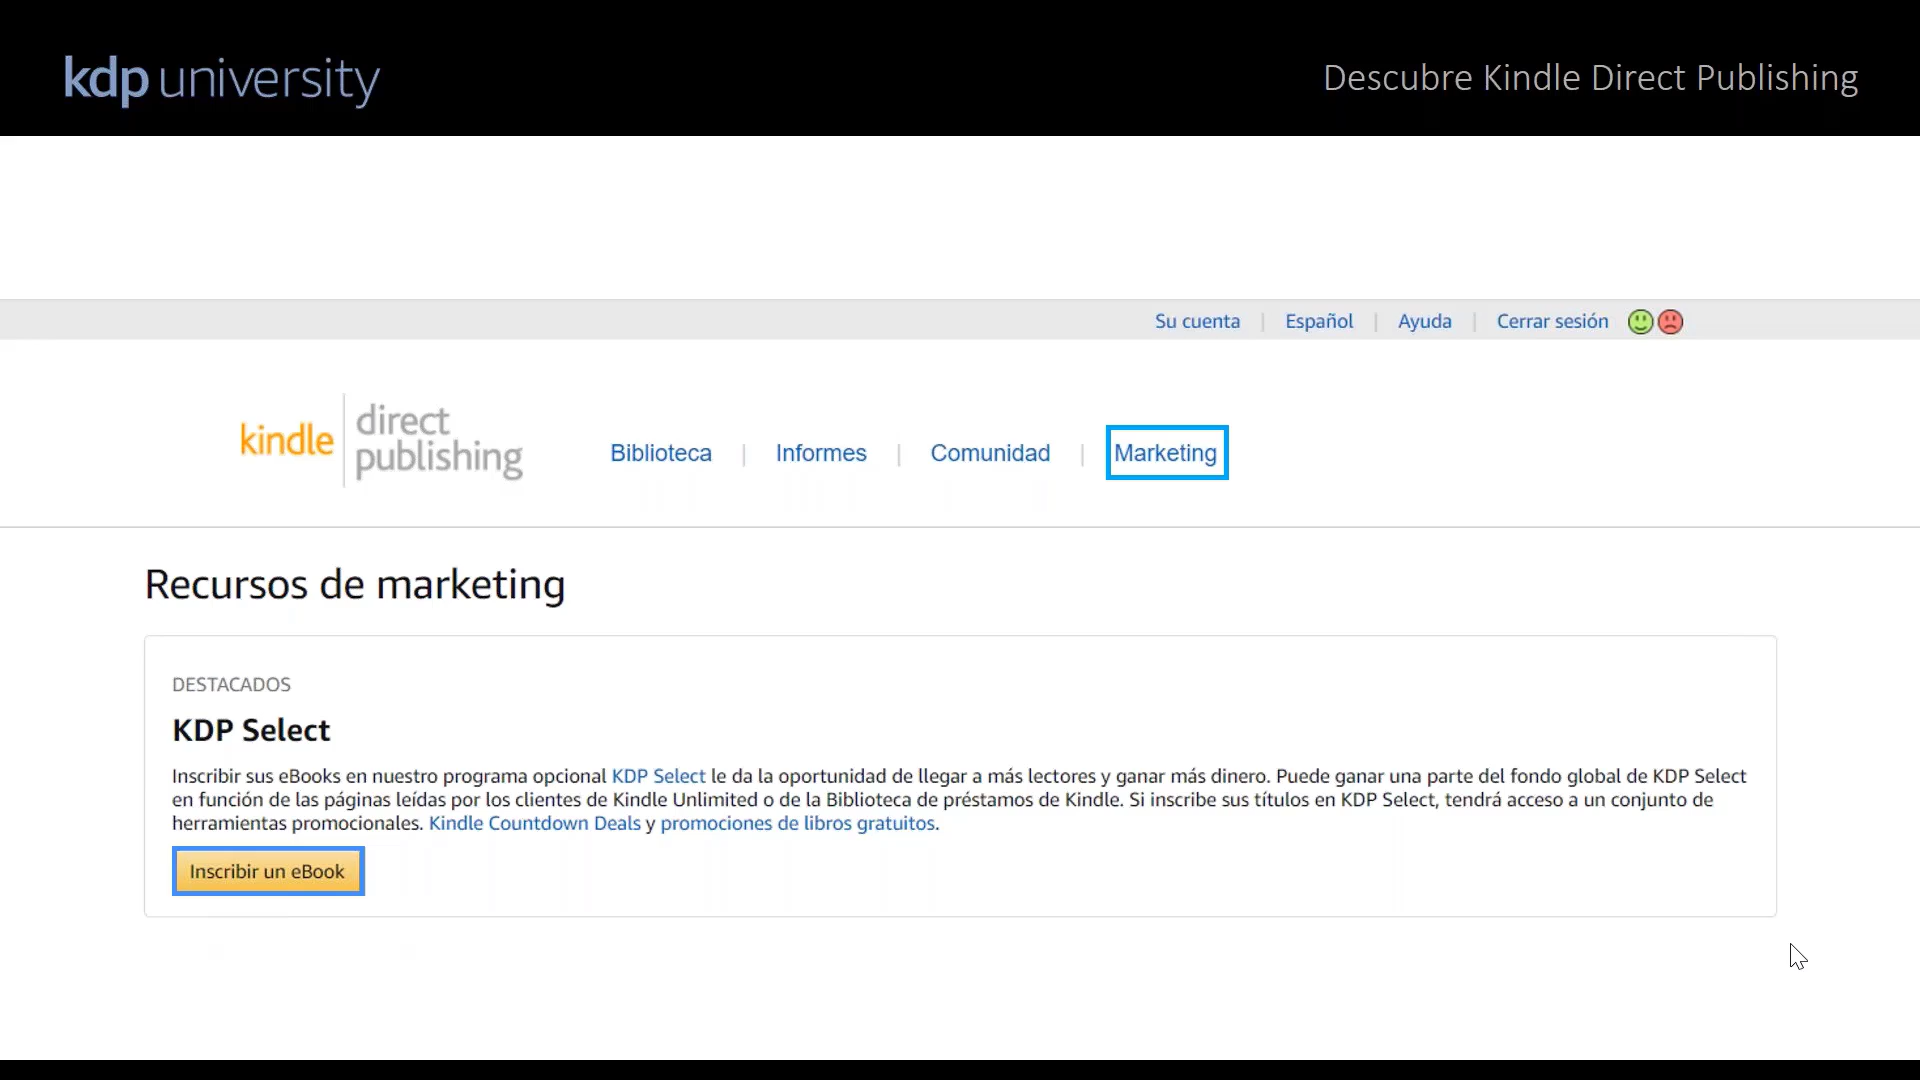 kdp university
Descubre Kindle Direct Publishing
Su cuenta | Español | Ayuda | Cerrar sesión
kindle direct publishing
Biblioteca | Informes | Comunidad | Marketing
Recursos de marketing
DESTACADOS
KDP Select
Inscribir sus eBooks en nuestro programa opcional KDP Select le da la oportunidad de llegar a más lectores y ganar más dinero. Puede ganar una parte del fondo global de KDP Select
en función de las páginas leídas por los clientes de Kindle Unlimited o de la Biblioteca de préstamos de Kindle. Si inscribe sus títulos en KDP Select, tendrá acceso a un conjunto de
herramientas promocionales. Kindle Countdown Deals y promociones de libros gratuitos.
Inscribir un eBook